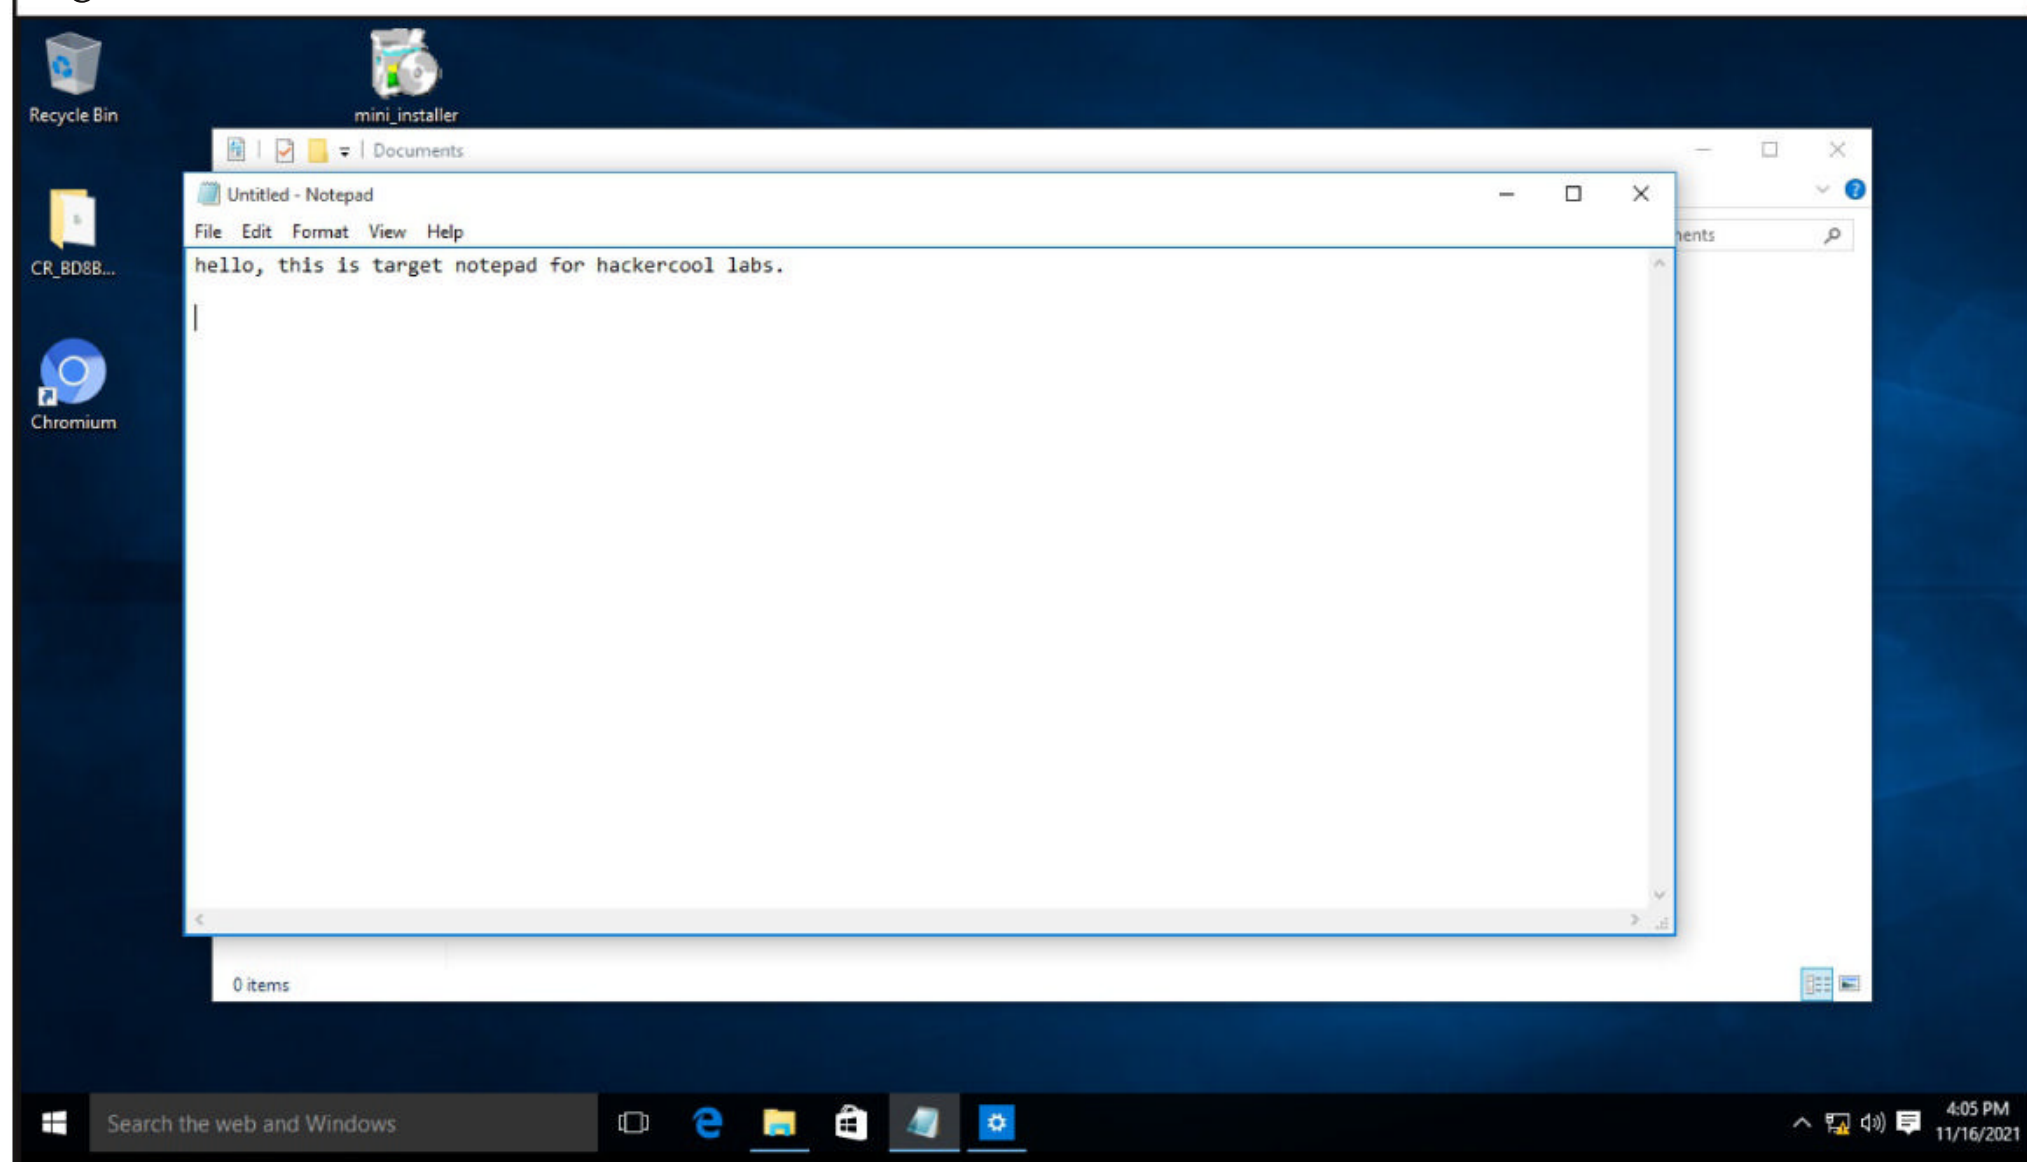 Recycle Bin
mini_installer
Documents
Untitled - Notepad
File Edit Format View Help
hello, this is target notepad for hackercool labs.
CR_BD8B...
Chromium
0 items
Search the web and Windows
4:05 PM
11/16/2021